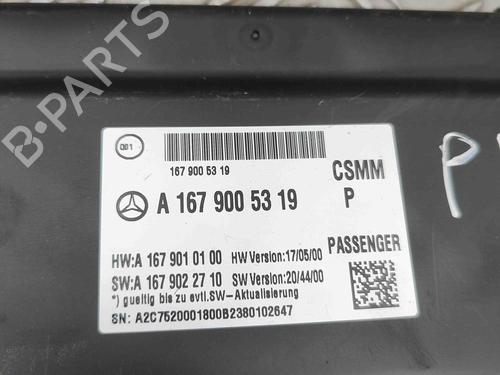 B-PARTS
001
167 900 53 19
CSMM
A 167 900 53 19
P
PASSENGER
HW:A 167 901 01 00 HW Version:17/05/00
SW:A 167 902 27 10 SW Version:20/44/00
*) gueltig bis zu evtl.SW-Aktualisierung
SN: A2C7520001800B2380102647